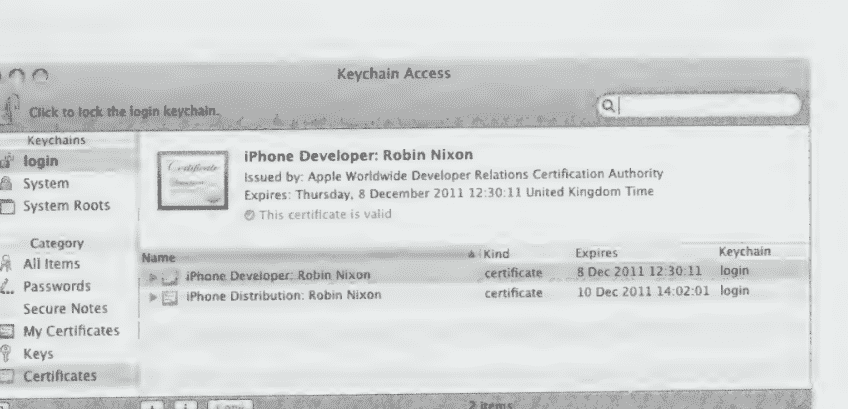 Keychain Access
Click to lock the login keychain.
Keychains
login
System
System Roots
Category
All Items
Passwords
Secure Notes
My Certificates
Keys
Certificates
Certificate
iPhone Developer: Robin Nixon
Issued by: Apple Worldwide Developer Relations Certification Authority
Expires: Thursday, 8 December 2011 12:30:11 United Kingdom Time
This certificate is valid
Name Kind Expires Keychain
iPhone Developer: Robin Nixon certificate 8 Dec 2011 12:30:11 login
iPhone Distribution: Robin Nixon certificate 10 Dec 2011 14:02:01 login
2 items